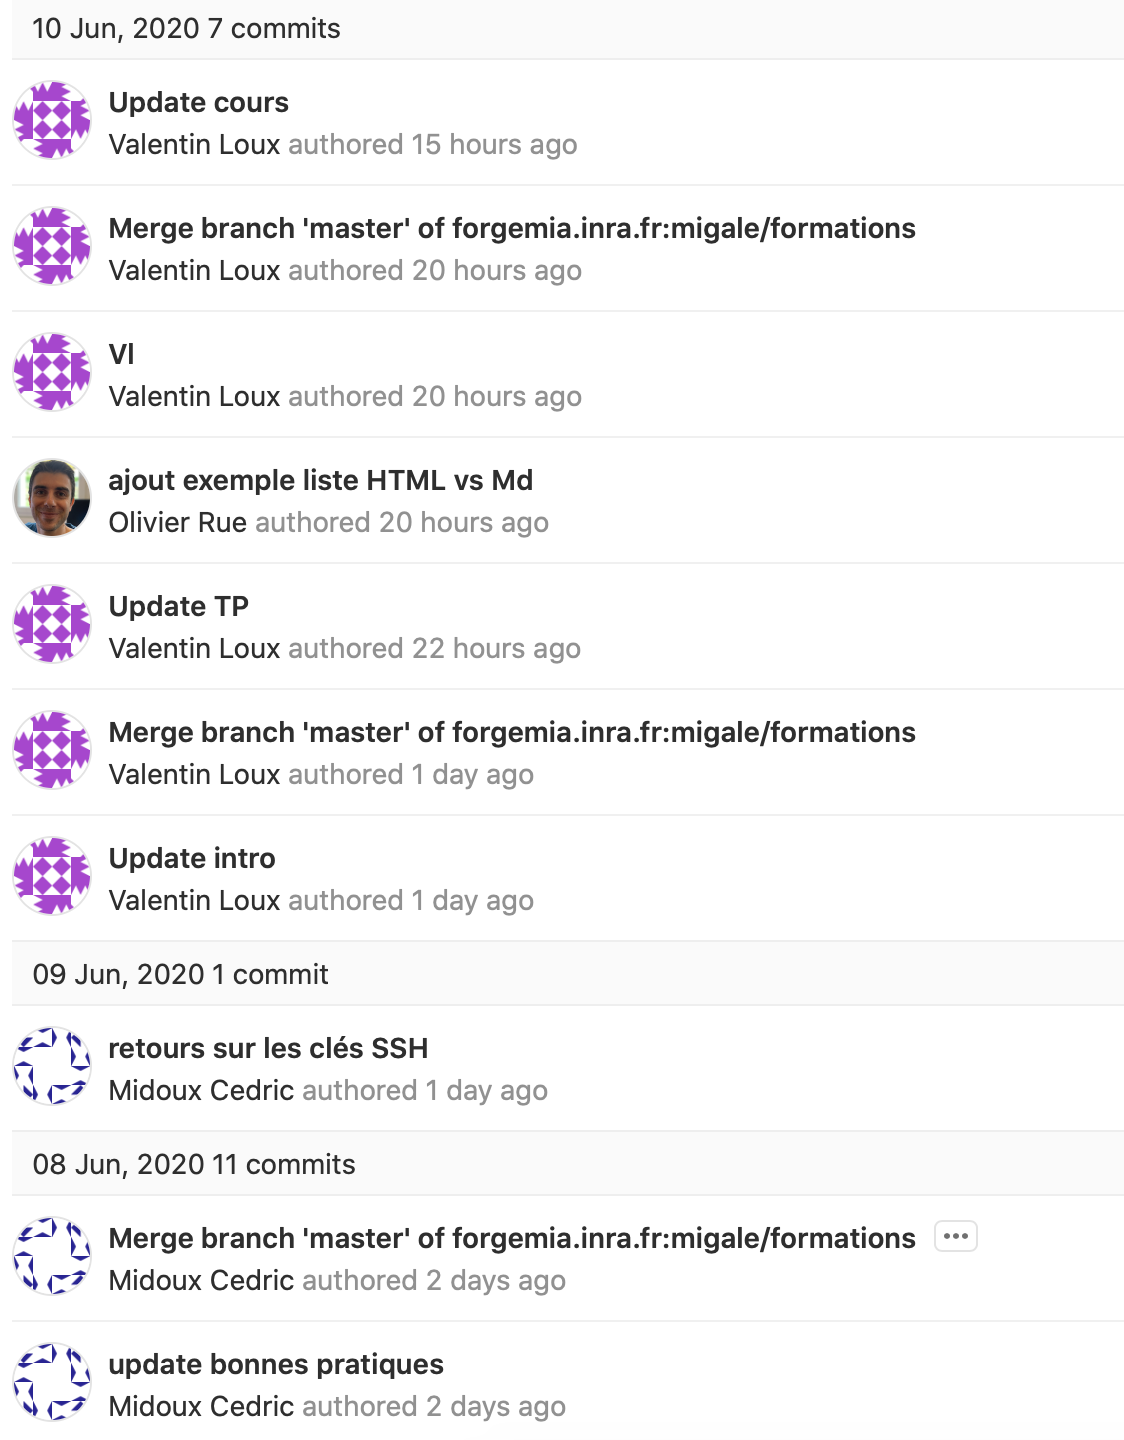 10 Jun, 2020 7 commits
Update cours
Valentin Loux authored 15 hours ago
Merge branch 'master' of forgemia.inra.fr:migale/formations
Valentin Loux authored 20 hours ago
Vl
Valentin Loux authored 20 hours ago
ajout exemple liste HTML vs Md
Olivier Rue authored 20 hours ago
Update TP
Valentin Loux authored 22 hours ago
Merge branch 'master' of forgemia.inra.fr:migale/formations
Valentin Loux authored 1 day ago
Update intro
Valentin Loux authored 1 day ago
09 Jun, 2020 1 commit
retours sur les clés SSH
Midoux Cedric authored 1 day ago
08 Jun, 2020 11 commits
Merge branch 'master' of forgemia.inra.fr:migale/formations
Midoux Cedric authored 2 days ago
update bonnes pratiques
Midoux Cedric authored 2 days ago